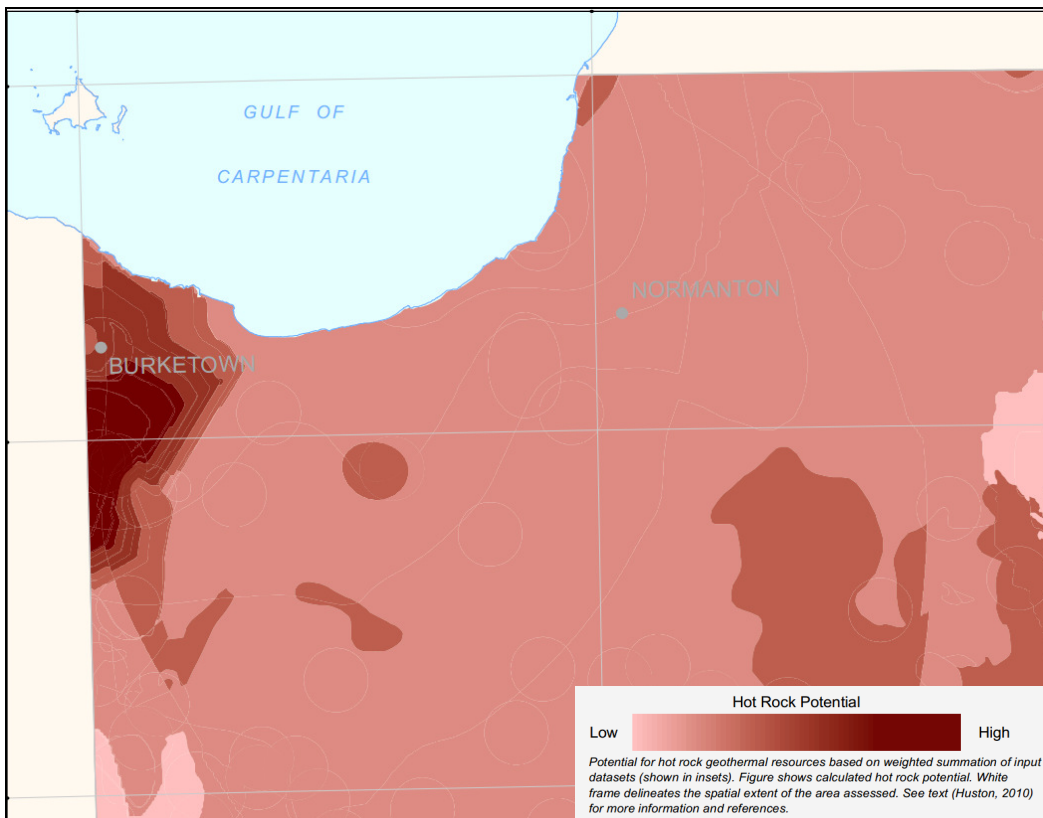 GULF OF
CARPENTARIA
NORMANTON
BURKETOWN
Hot Rock Potential
Low High
Potential for hot rock geothermal resources based on weighted summation of input
datasets (shown in insets). Figure shows calculated hot rock potential. White
frame delineates the spatial extent of the area assessed. See text (Huston, 2010)
for more information and references.